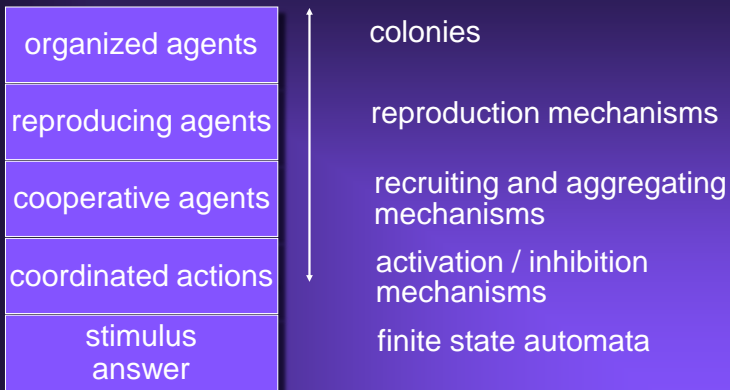 organized agents
colonies
reproducing agents
reproduction mechanisms
cooperative agents
recruiting and aggregating
mechanisms
coordinated actions
activation / inhibition
mechanisms
stimulus
answer
finite state automata